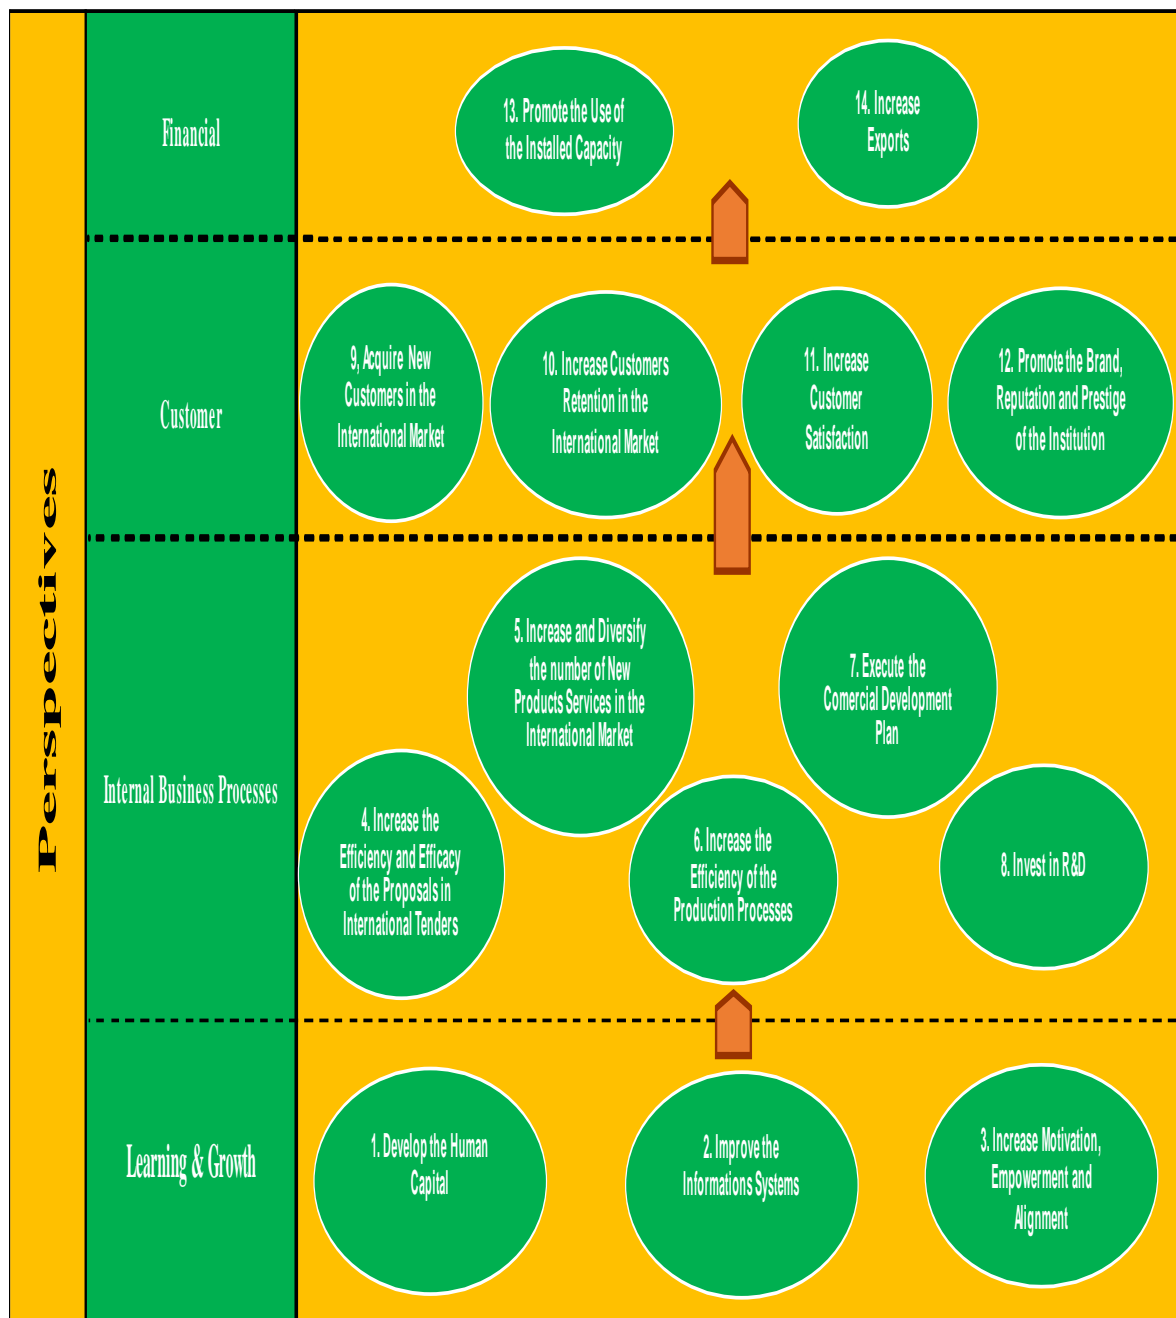 Perspectives
Financial
13. Promote the Use of
the Installed Capacity
14. Increase
Exports
Customer
9, Acquire New
Customers in the
International Market
10. Increase Customers
Retention in the
International Market
11. Increase
Customer
Satisfaction
12. Promote the Brand,
Reputation and Prestige
of the Institution
Internal Business Processes
5. Increase and Diversify
the number of New
Products Services in the
International Market
7. Execute the
Comercial Development
Plan
4. Increase the
Efficiency and Efficacy
of the Proposals in
International Tenders
6. Increase the
Efficiency of the
Production Processes
8. Invest in R&D
Learning & Growth
1. Develop the Human
Capital
2. Improve the
Informations Systems
3. Increase Motivation,
Empowerment and
Alignment